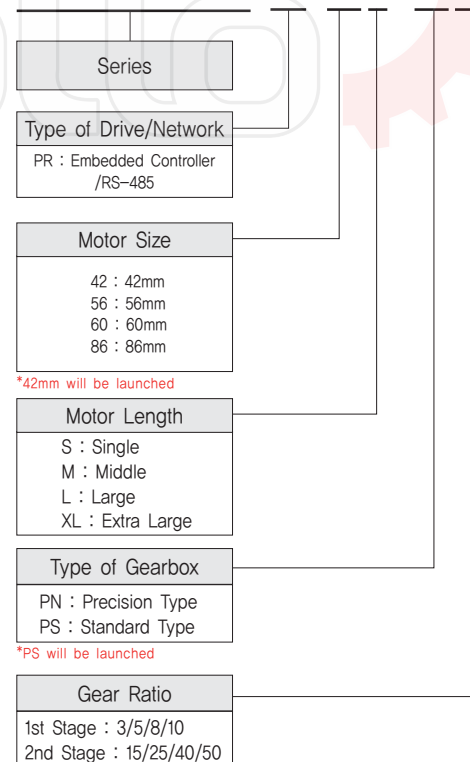 Series
Type of Drive/Network
PR : Embedded Controller
/RS-485
Motor Size
42 : 42mm
56 : 56mm
60 : 60mm
86 : 86mm
*42mm will be launched
Motor Length
S : Single
M : Middle
L : Large
XL : Extra Large
Type of Gearbox
PN : Precision Type
PS : Standard Type
*PS will be launched
Gear Ratio
1st Stage : 3/5/8/10
2nd Stage : 15/25/40/50